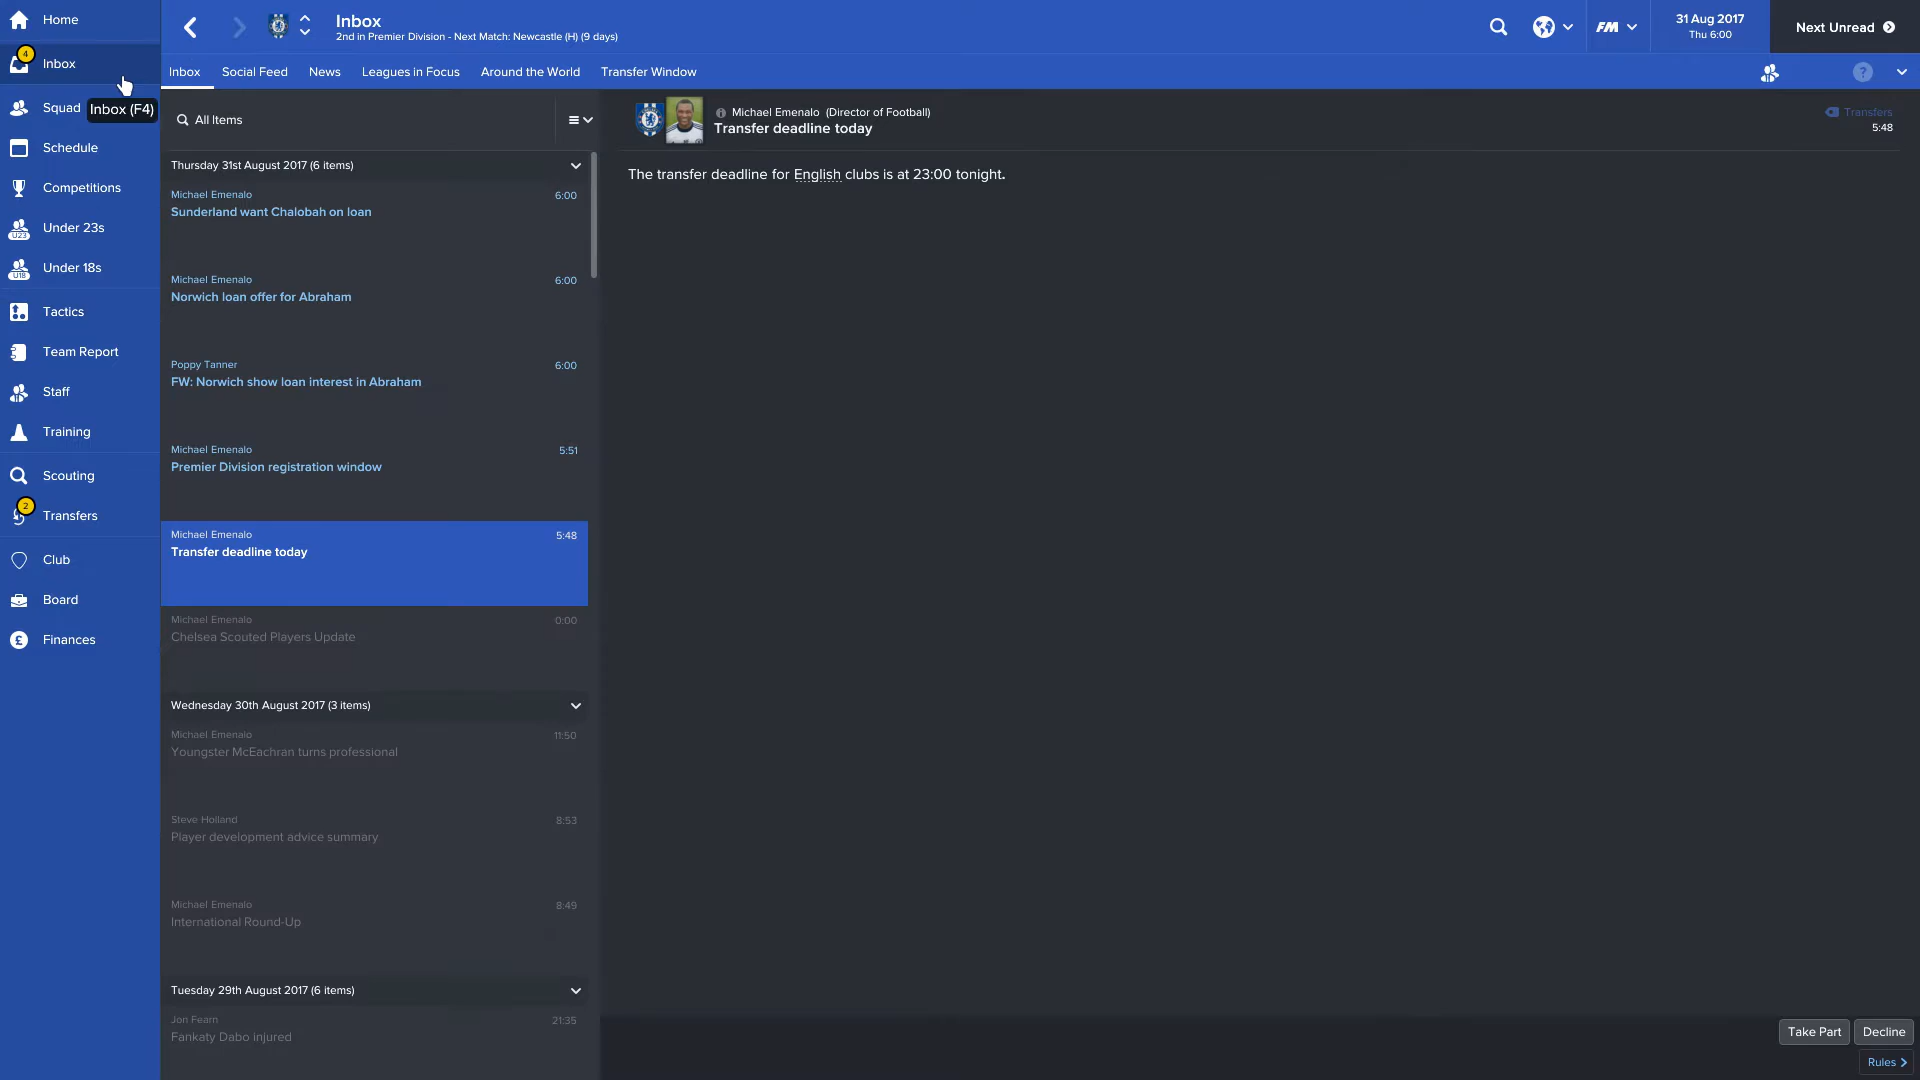 Home
4
Inbox
Inbox (F4)
Squad
Schedule
Competitions
U23
Under 23s
U18
Under 18s
Tactics
Team Report
Staff
Training
Scouting
2
Transfers
Club
Board
£
Finances
Inbox
2nd in Premier Division - Next Match: Newcastle (H) (9 days)
FM
31 Aug 2017
Thu 6:00
Next Unread
Inbox
Social Feed
News
Leagues in Focus
Around the World
Transfer Window
?
All Items
Thursday 31st August 2017 (6 items)
Michael Emenalo 6:00
Sunderland want Chalobah on loan
Michael Emenalo 6:00
Norwich loan offer for Abraham
Poppy Tanner 6:00
FW: Norwich show loan interest in Abraham
Michael Emenalo 5:51
Premier Division registration window
Michael Emenalo 5:48
Transfer deadline today
Michael Emenalo 0:00
Chelsea Scouted Players Update
Wednesday 30th August 2017 (3 items)
Michael Emenalo 11:50
Youngster McEachran turns professional
Steve Holland 8:53
Player development advice summary
Michael Emenalo 8:49
International Round-Up
Tuesday 29th August 2017 (6 items)
Jon Fearn 21:35
Fankaty Dabo injured
Michael Emenalo (Director of Football)
Transfer deadline today
Transfers
5:48
The transfer deadline for English clubs is at 23:00 tonight.
Take Part
Decline
Rules